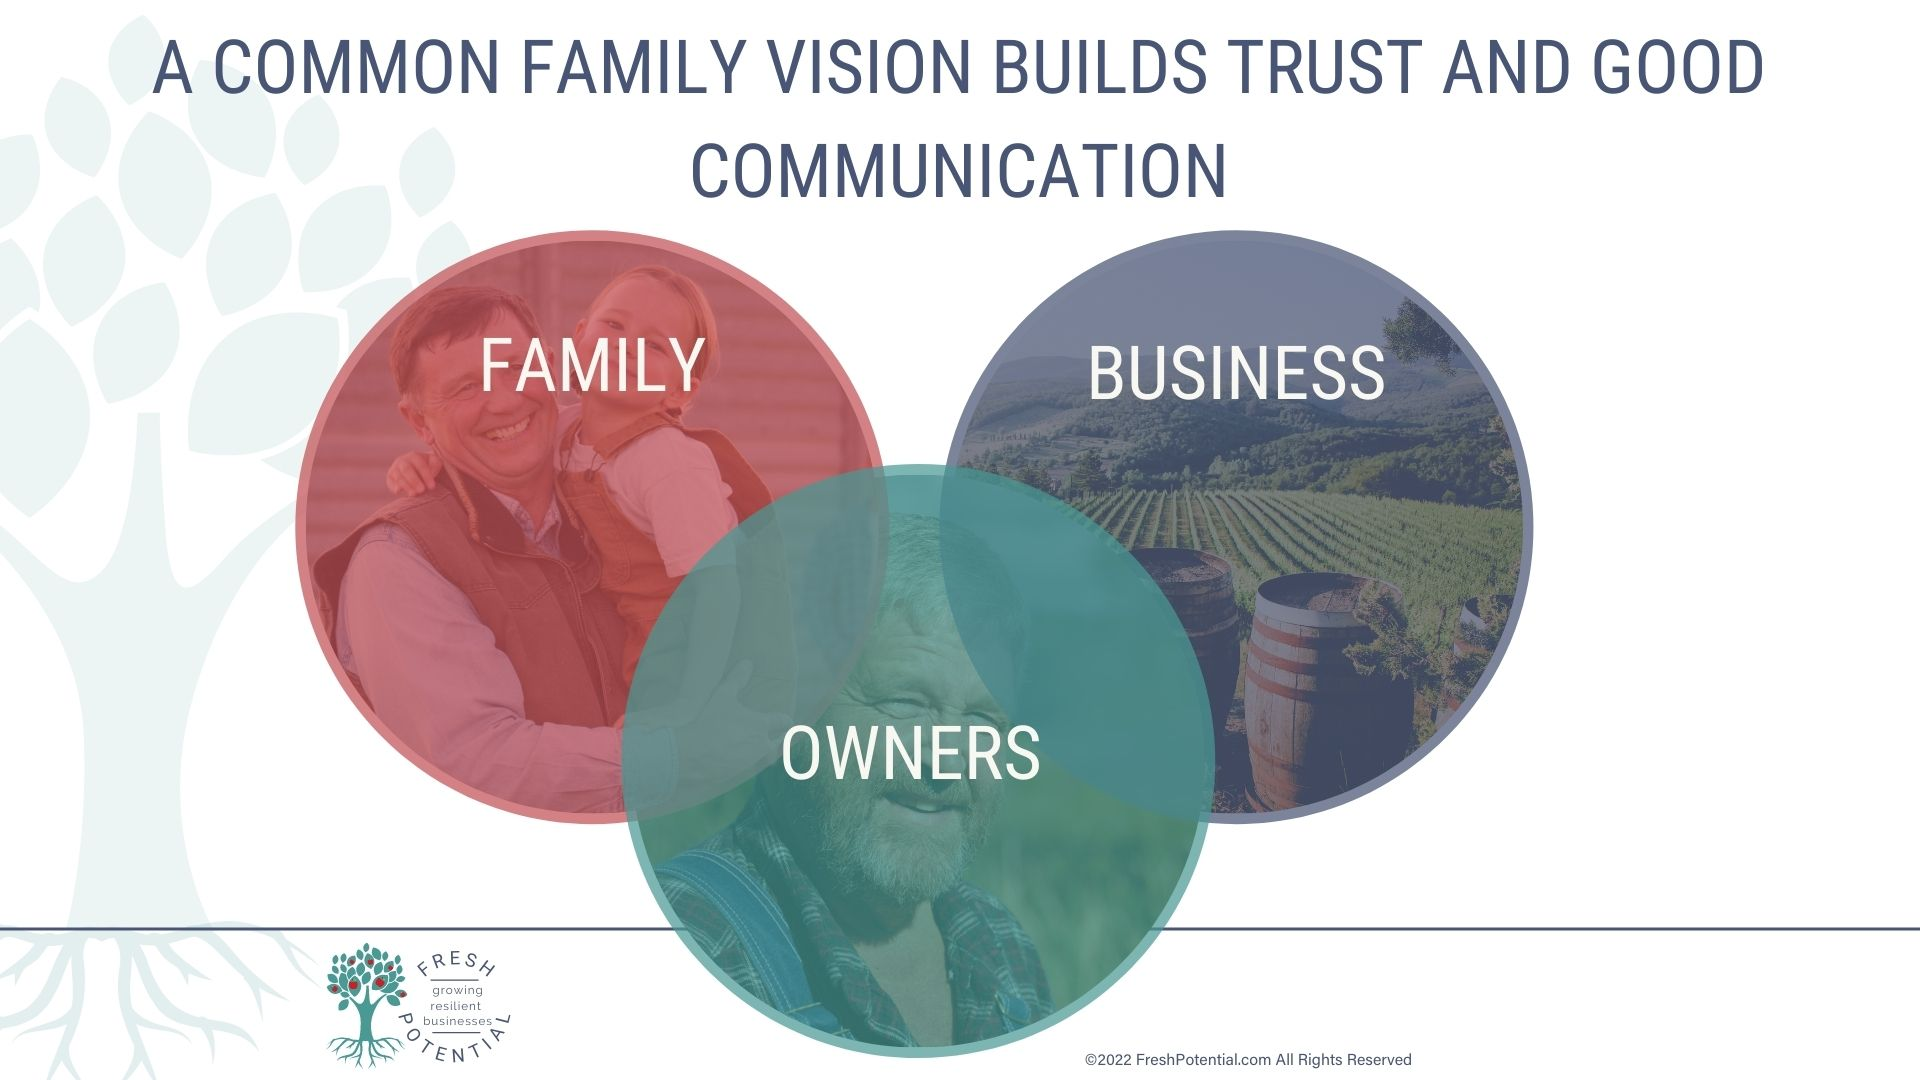 A COMMON FAMILY VISION BUILDS TRUST AND GOOD
COMMUNICATION
FAMILY
BUSINESS
OWNERS
FRESH
growing
resilient
businesses
POTENTIAL
©2022 FreshPotential.com All Rights Reserved